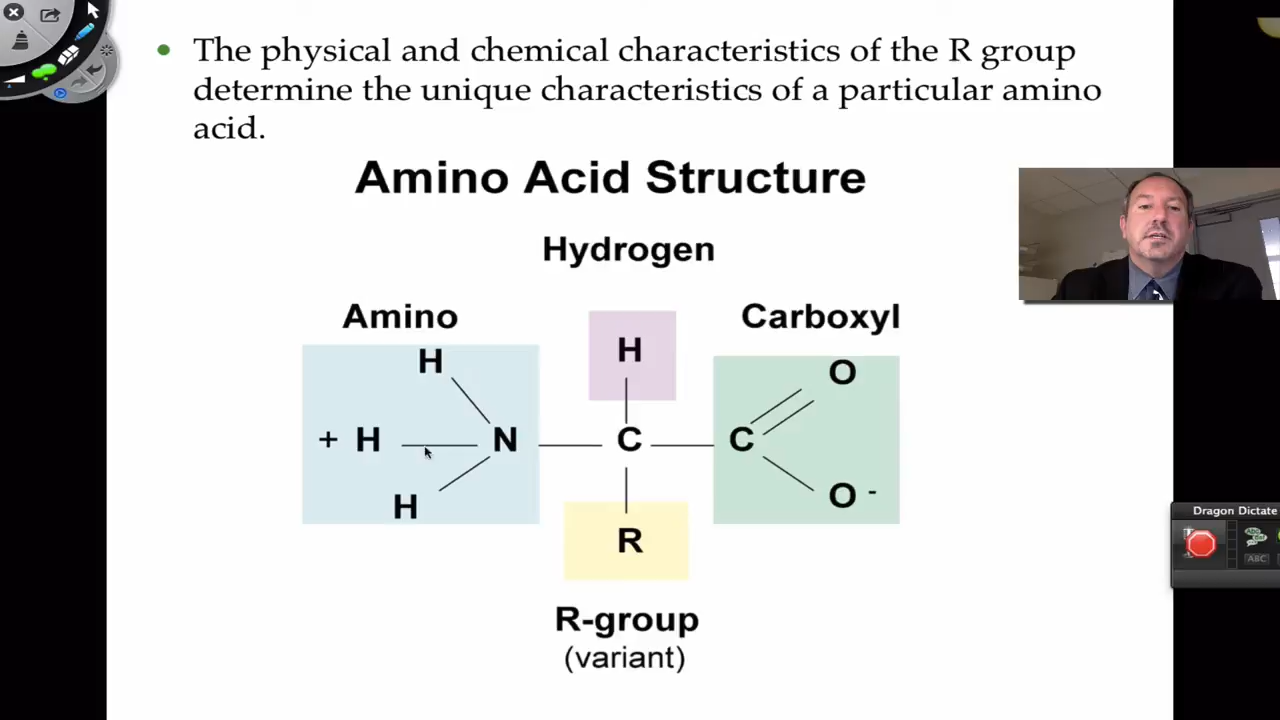 • The physical and chemical characteristics of the R group
determine the unique characteristics of a particular amino
acid.
Amino Acid Structure
Hydrogen
Amino
Carboxyl
H
H
O
+ H
N
C
C
H
O -
R
R-group
(variant)
Dragon Dictate
ABC